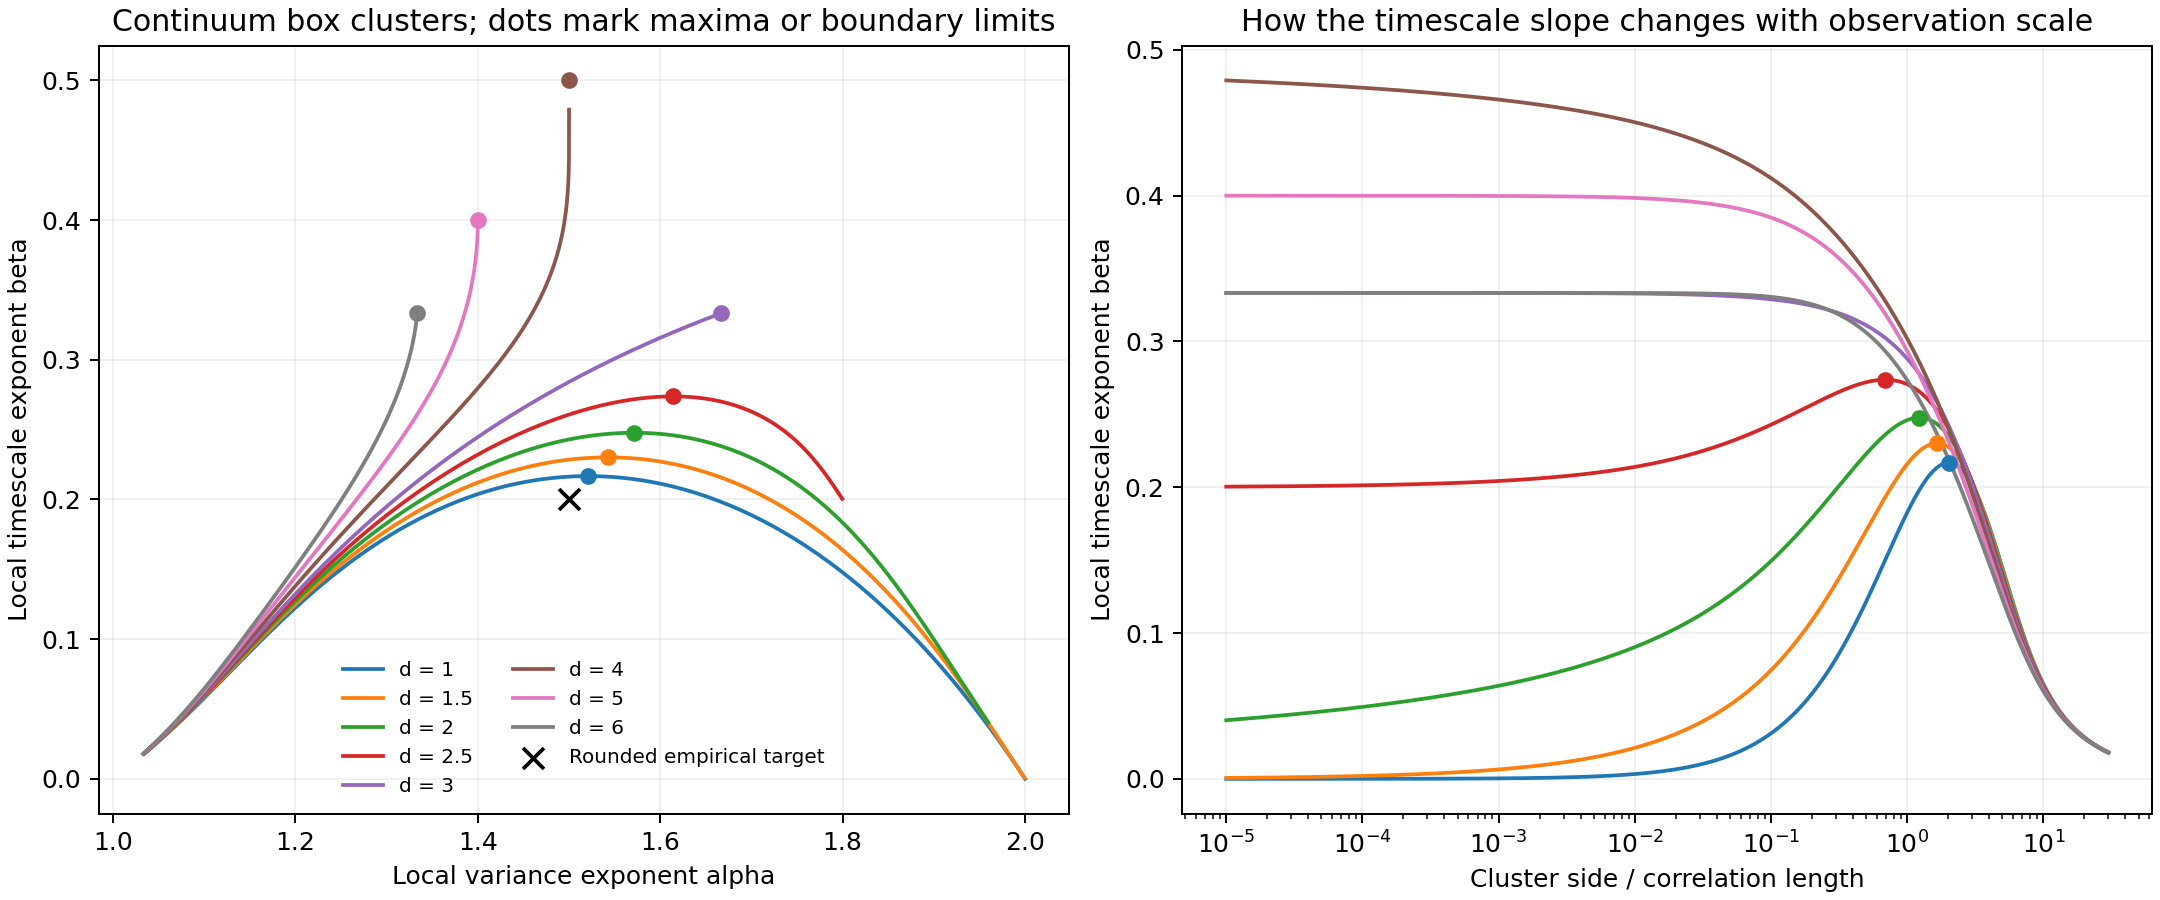 Continuum box clusters; dots mark maxima or boundary limits
Local timescale exponent beta
0.5
0.4
0.3
0.2
0.1
0.0
d = 1
d = 1.5
d = 2
d = 2.5
d = 3
d = 4
d = 5
d = 6
Rounded empirical target
1.0 1.2 1.4 1.6 1.8 2.0
Local variance exponent alpha
How the timescale slope changes with observation scale
Local timescale exponent beta
0.5
0.4
0.3
0.2
0.1
0.0
10⁻⁵ 10⁻⁴ 10⁻³ 10⁻² 10⁻¹ 10⁰ 10¹
Cluster side / correlation length